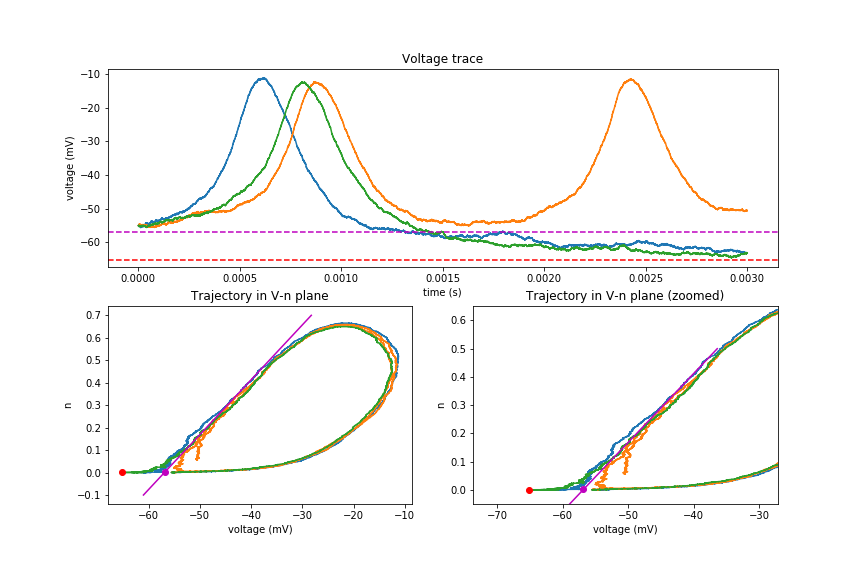 Voltage trace
voltage (mV)
−10
−20
−30
−40
−50
−60
0.0000 0.0005 0.0010 0.0015 0.0020 0.0025 0.0030
time (s)
Trajectory in V-n plane
n
0.7
0.6
0.5
0.4
0.3
0.2
0.1
0.0
−0.1
−60 −50 −40 −30 −20 −10
voltage (mV)
Trajectory in V-n plane (zoomed)
n
0.6
0.5
0.4
0.3
0.2
0.1
0.0
−70 −60 −50 −40 −30
voltage (mV)